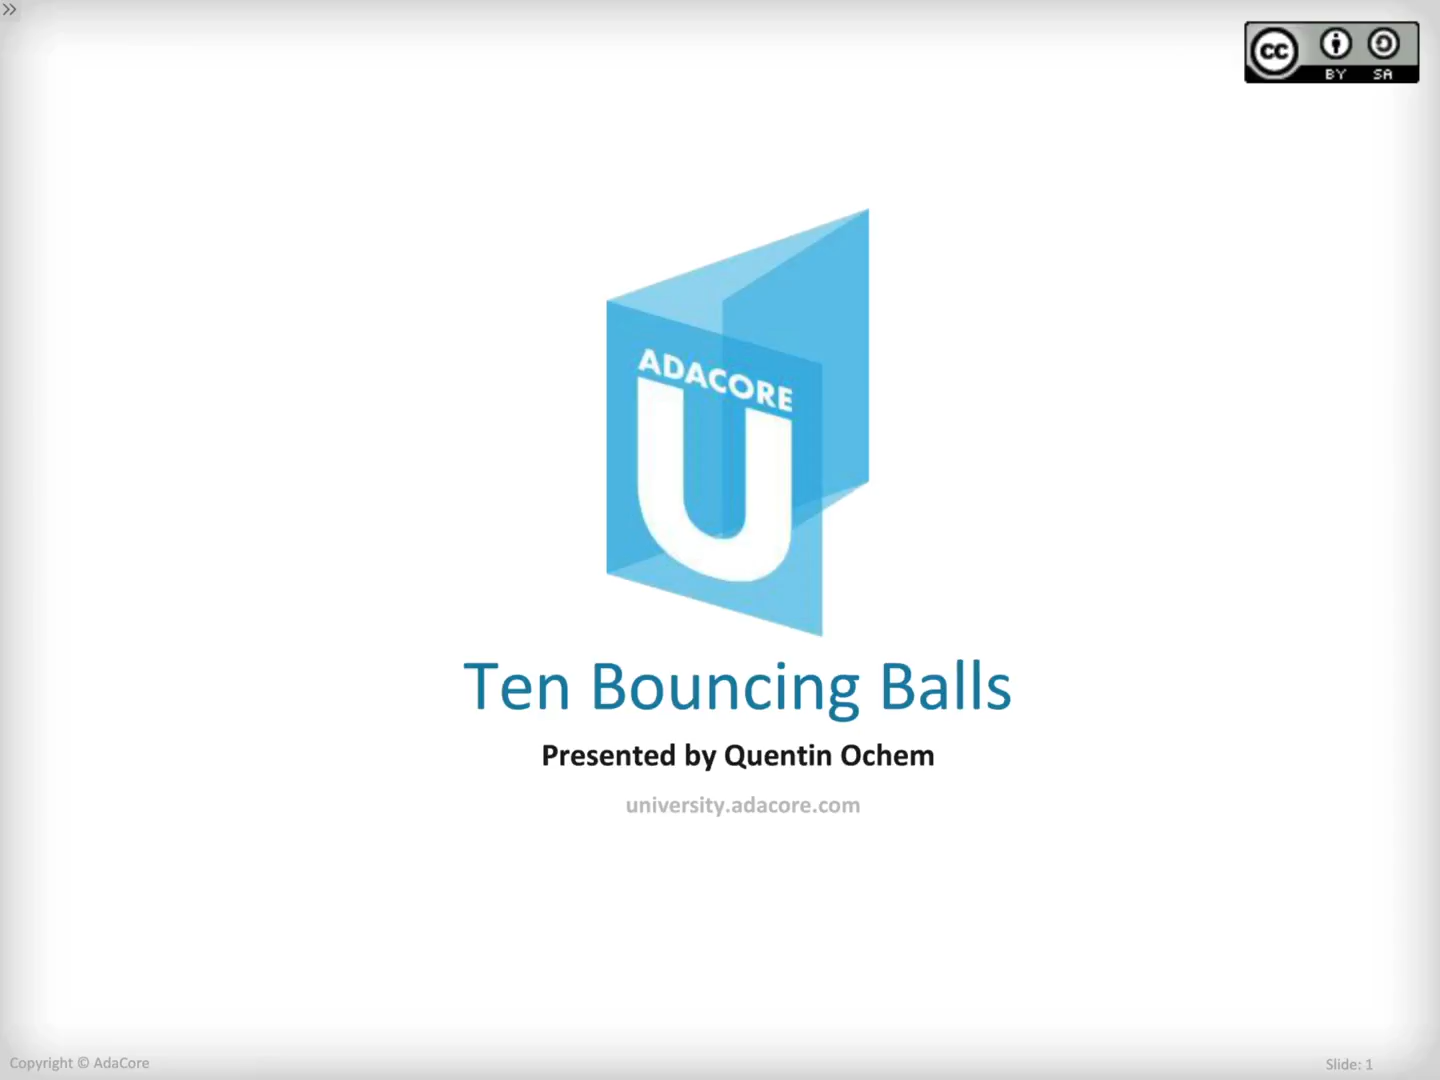 »
cc BY SA
ADACORE
U
Ten Bouncing Balls
Presented by Quentin Ochem
university.adacore.com
Copyright © AdaCore
Slide: 1